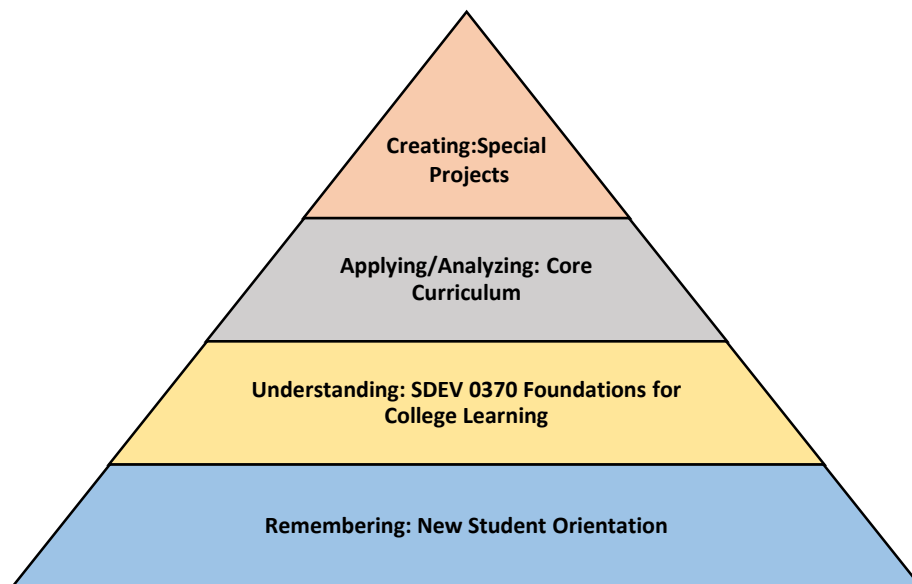 Creating:Special
Projects
Applying/Analyzing: Core
Curriculum
Understanding: SDEV 0370 Foundations for
College Learning
Remembering: New Student Orientation